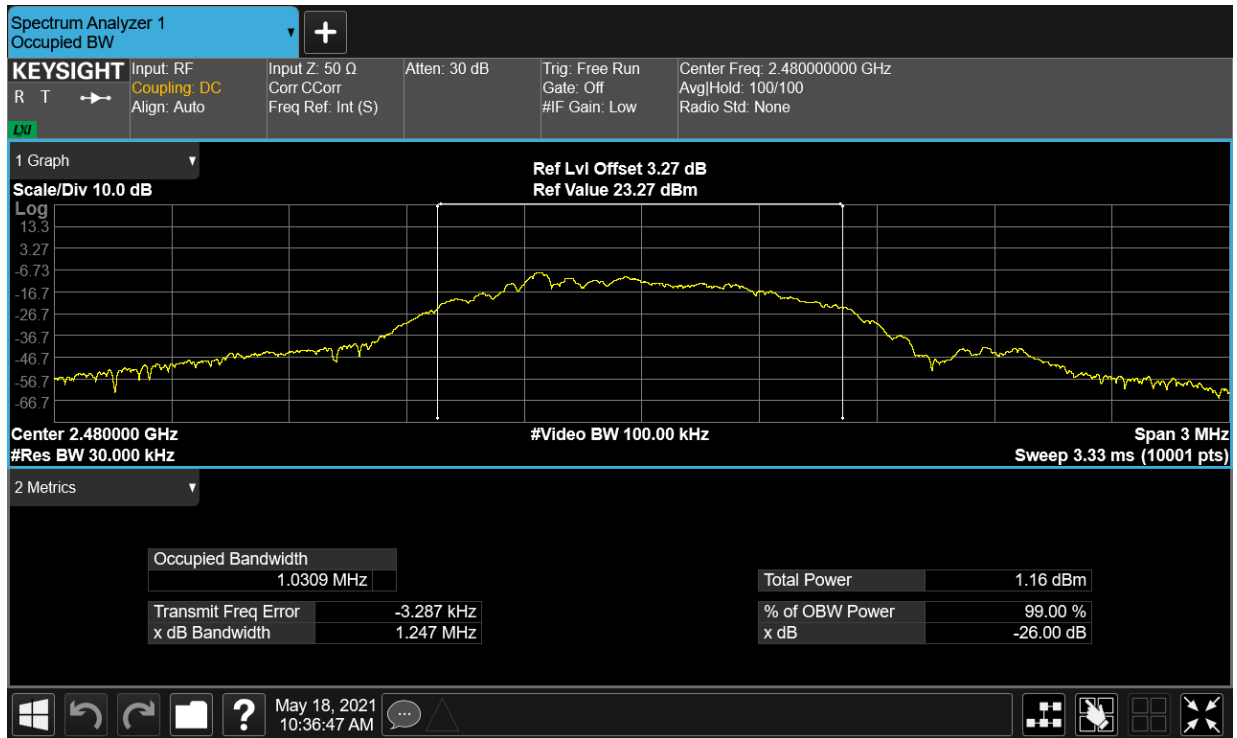 Spectrum Analyzer 1
Occupied BW
KEYSIGHT Input: RF Input Z: 50 Ω Atten: 30 dB Trig: Free Run Center Freq: 2.480000000 GHz
R T Coupling: DC Corr CCorr Gate: Off Avg|Hold: 100/100
Align: Auto Freq Ref: Int (S) #IF Gain: Low Radio Std: None
LXI
1 Graph
Ref Lvl Offset 3.27 dB
Scale/Div 10.0 dB Ref Value 23.27 dBm
Log
13.3
3.27
-6.73
-16.7
-26.7
-36.7
-46.7
-56.7
-66.7
Center 2.480000 GHz #Video BW 100.00 kHz Span 3 MHz
#Res BW 30.000 kHz Sweep 3.33 ms (10001 pts)
2 Metrics
Occupied Bandwidth
1.0309 MHz Total Power 1.16 dBm
Transmit Freq Error -3.287 kHz % of OBW Power 99.00 %
x dB Bandwidth 1.247 MHz x dB -26.00 dB
? May 18, 2021
10:36:47 AM